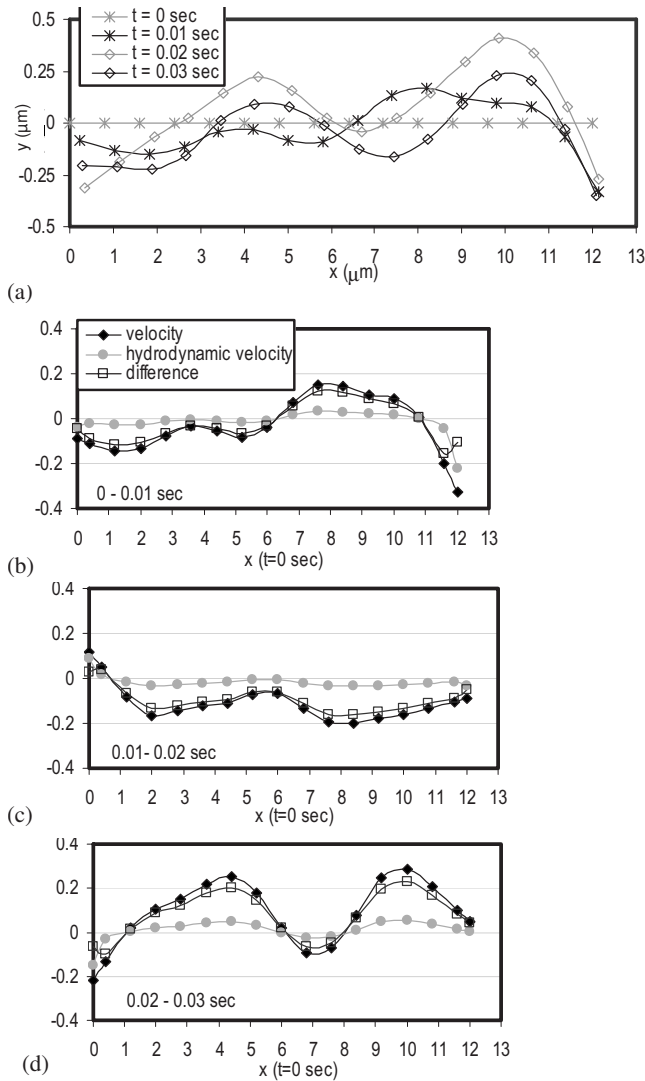 0.5
t = 0 sec
t = 0.01 sec
t = 0.02 sec
t = 0.03 sec
0.25
0
-0.25
-0.5
y (μm)
0 1 2 3 4 5 6 7 8 9 10 11 12 13
x (μm)
(a)
0.4
velocity
hydrodynamic velocity
difference
0.2
0
-0.2
-0.4
0 - 0.01 sec
0 1 2 3 4 5 6 7 8 9 10 11 12 13
x (t=0 sec)
(b)
0.4
0.2
0
-0.2
-0.4
0.01- 0.02 sec
0 1 2 3 4 5 6 7 8 9 10 11 12 13
x (t=0 sec)
(c)
0.4
0.2
0
-0.2
-0.4
0.02 - 0.03 sec
0 1 2 3 4 5 6 7 8 9 10 11 12 13
x (t=0 sec)
(d)